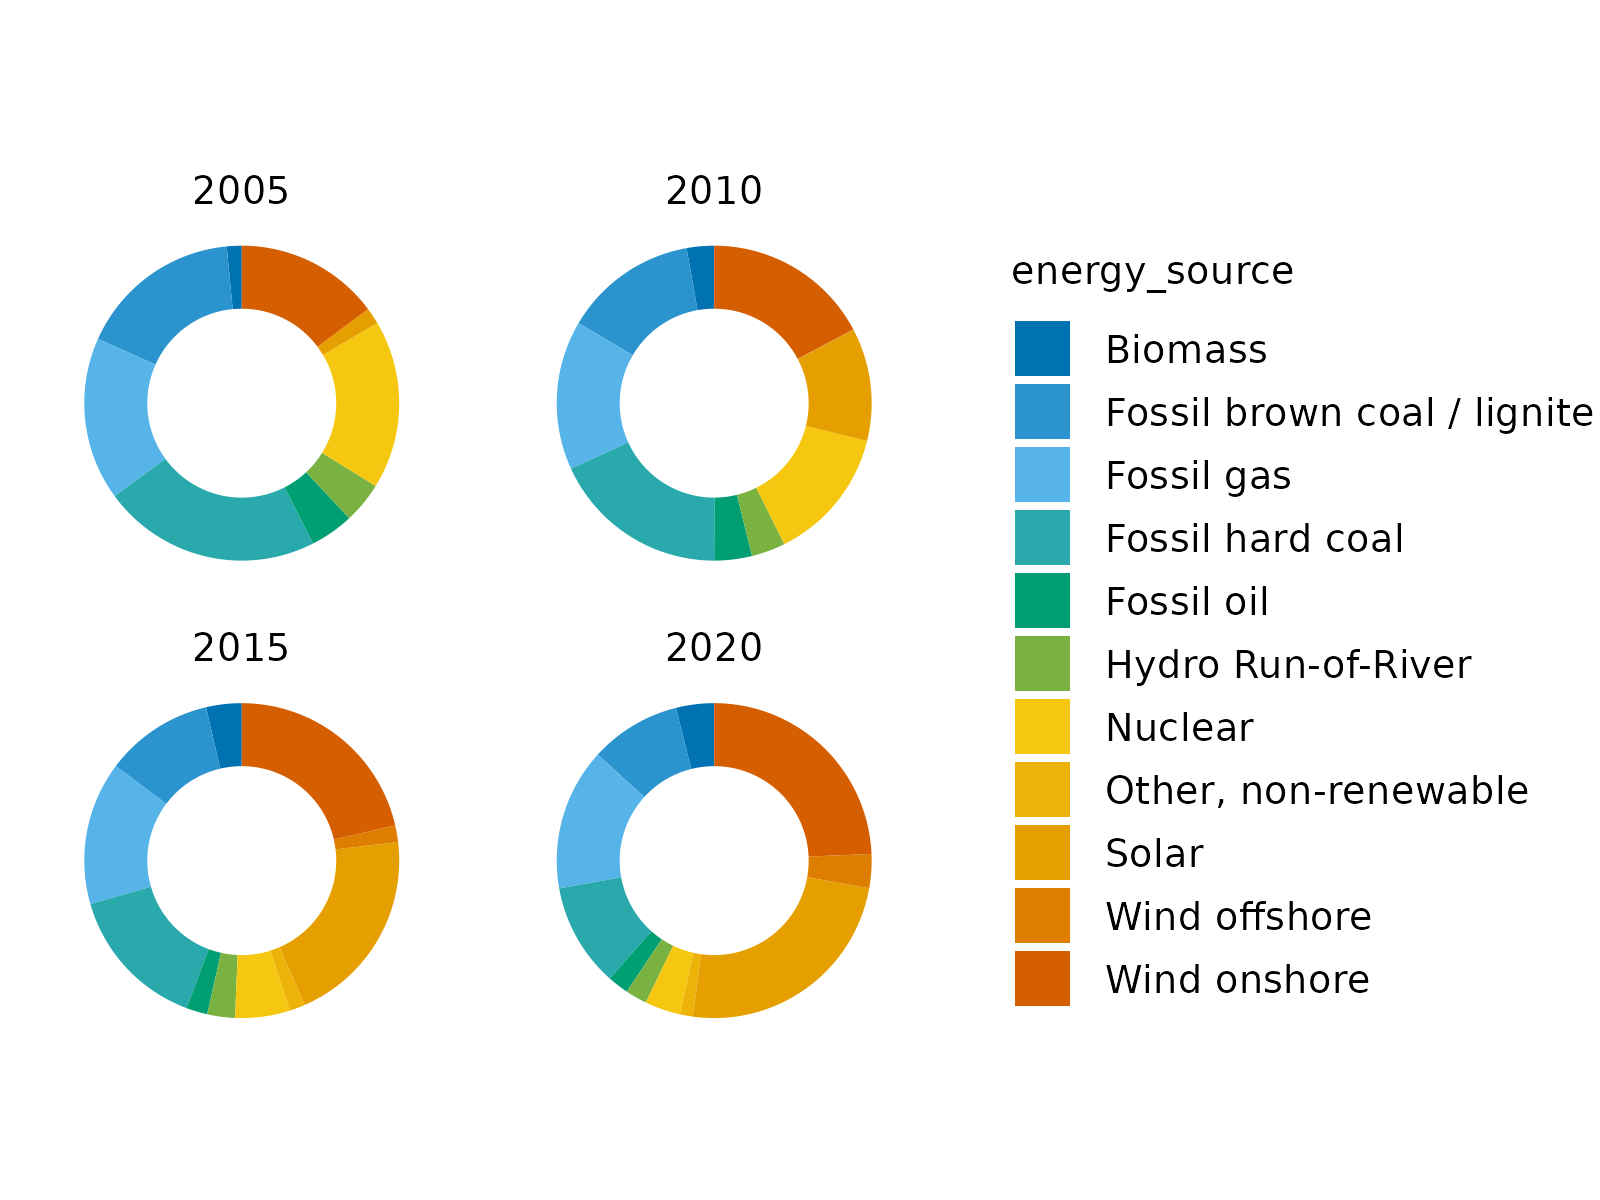 2005
2010
2015
2020
energy_source
Biomass
Fossil brown coal / lignite
Fossil gas
Fossil hard coal
Fossil oil
Hydro Run-of-River
Nuclear
Other, non-renewable
Solar
Wind offshore
Wind onshore